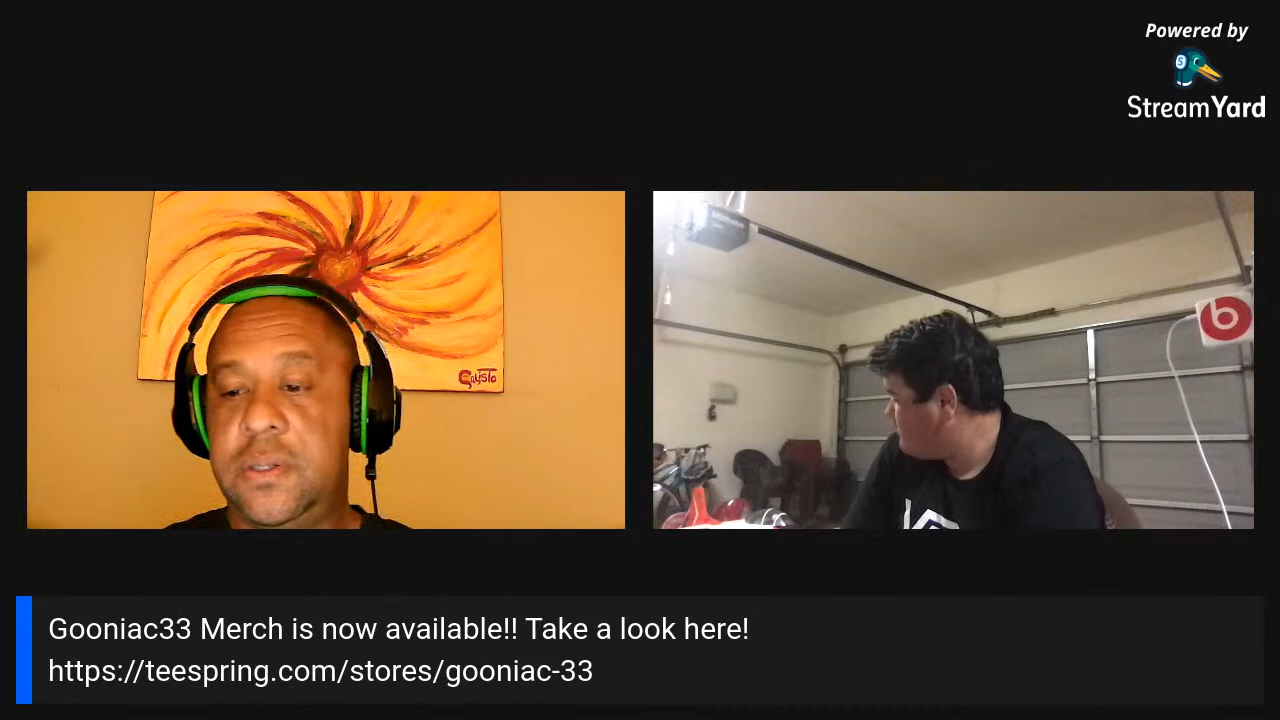 Powered by
StreamYard
Gooniac33 Merch is now available!! Take a look here!
https://teespring.com/stores/gooniac-33